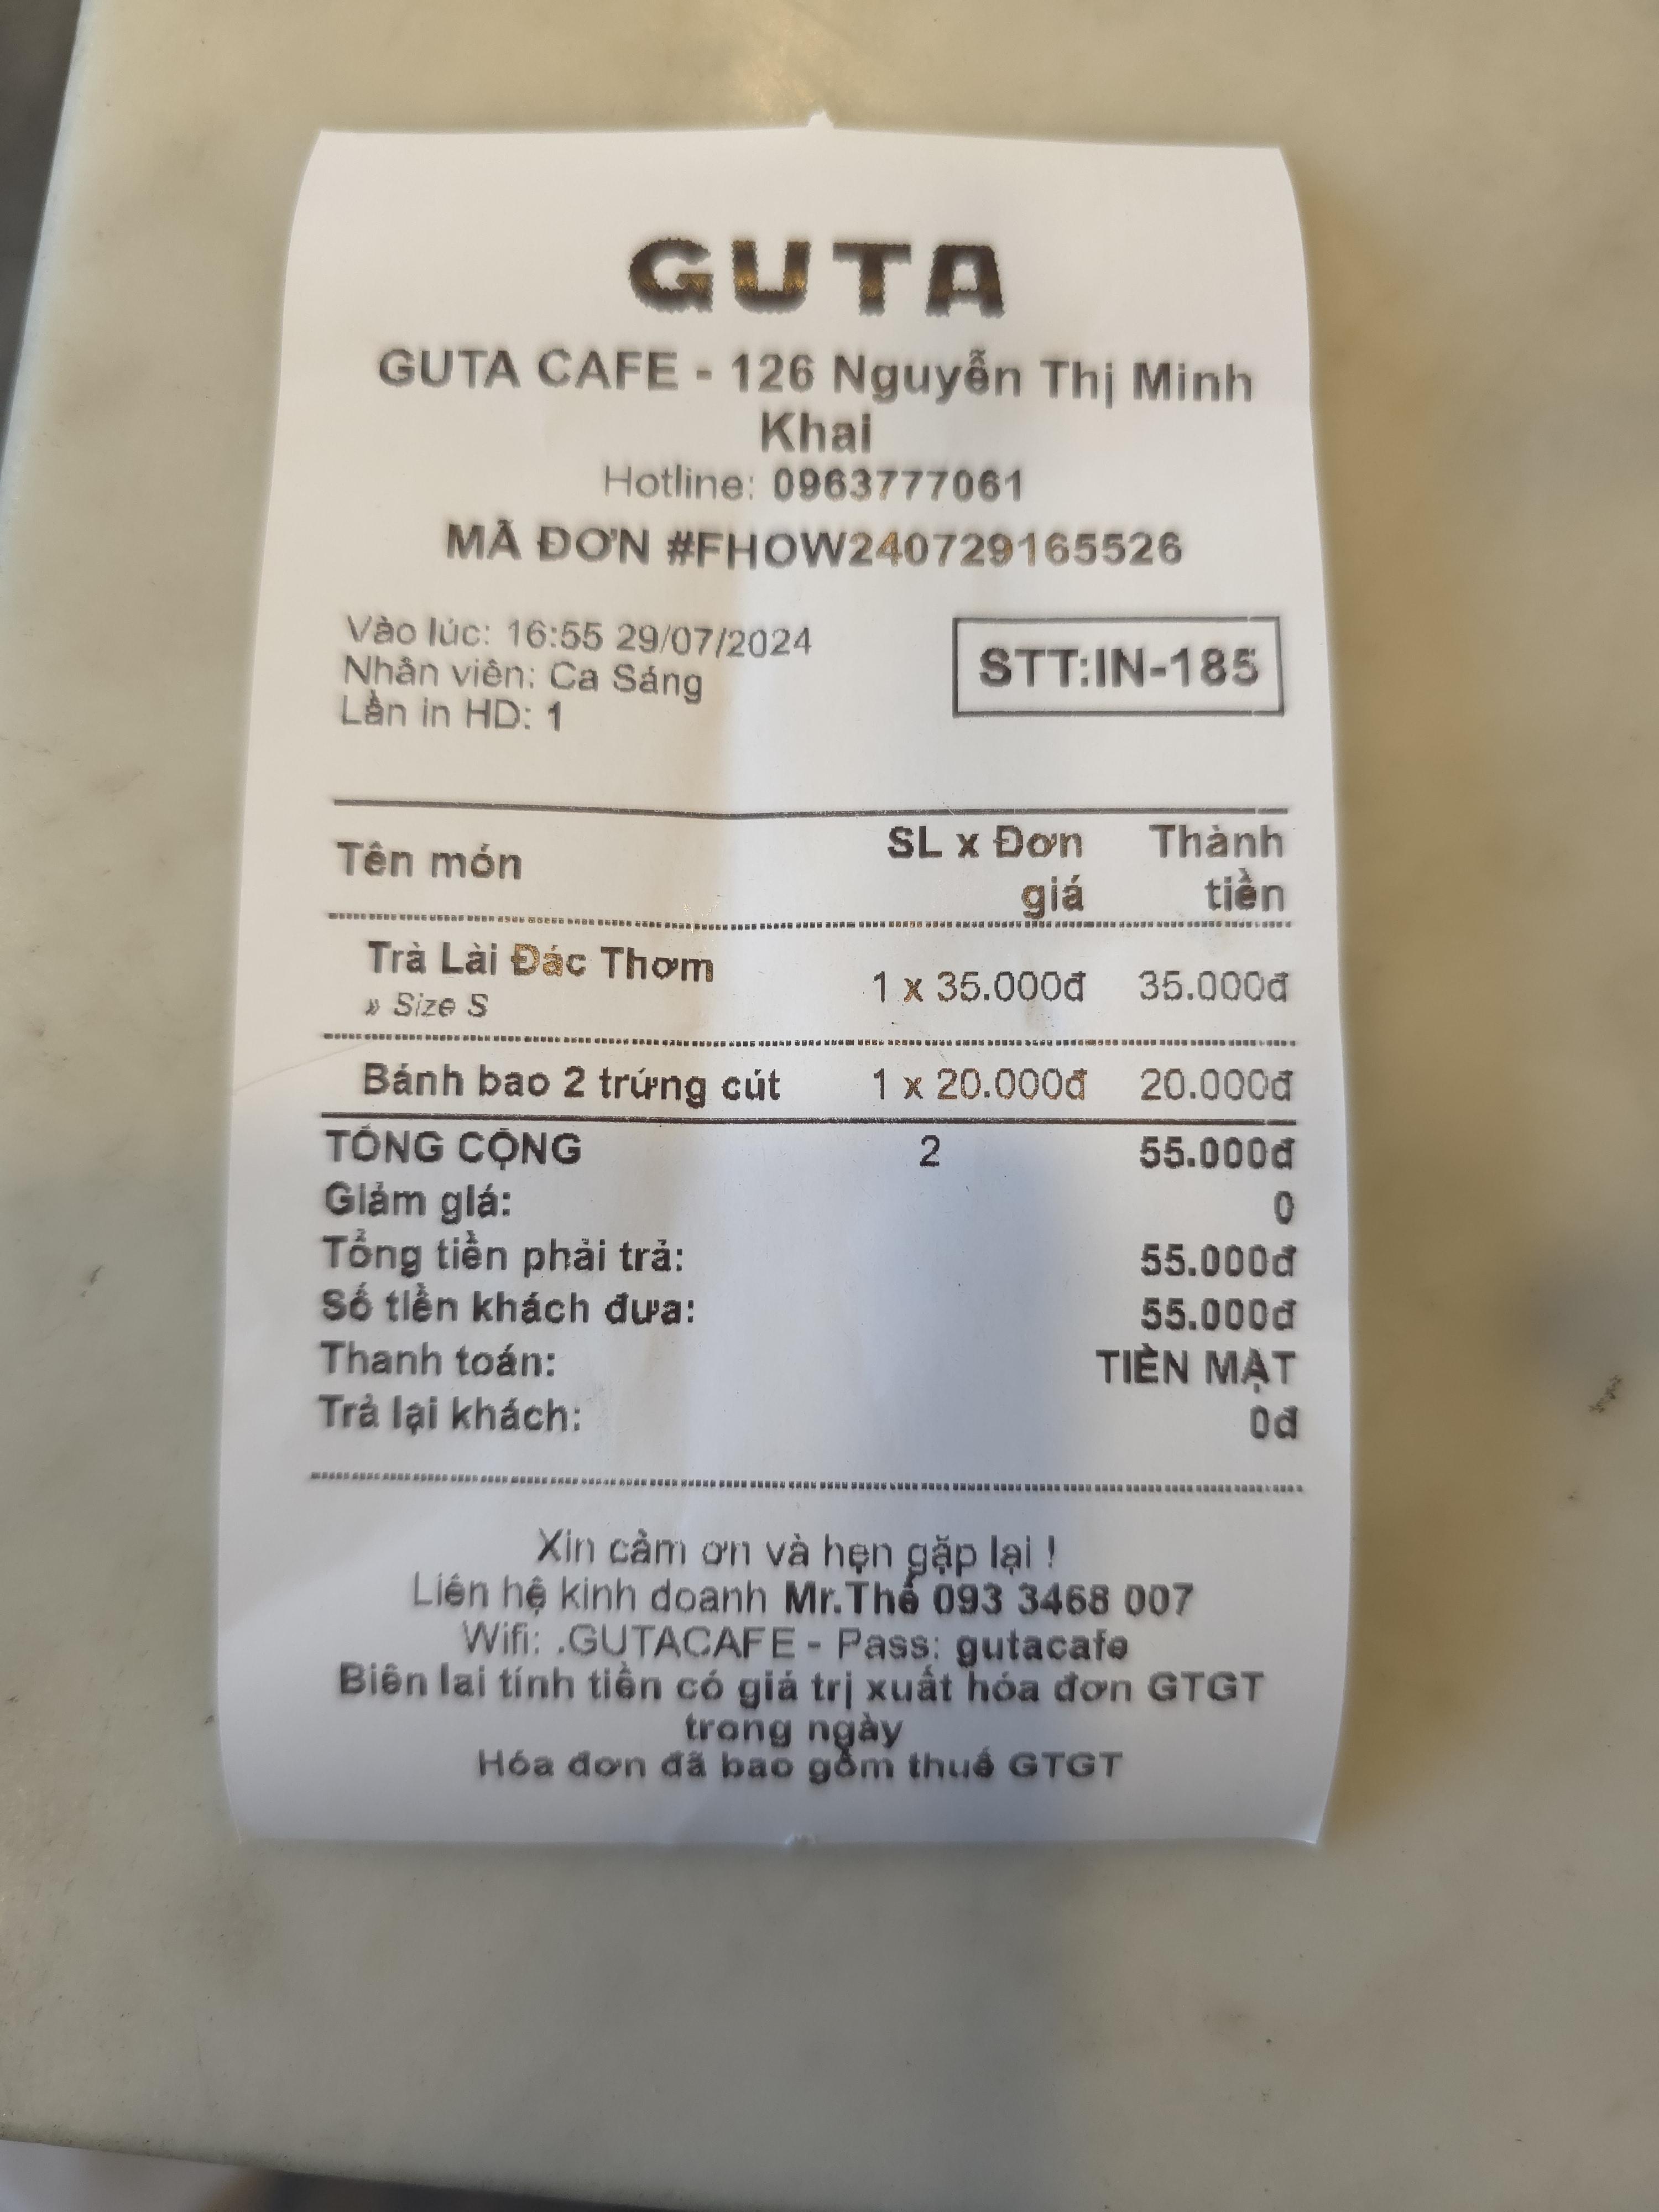 GUTA
GUTA CAFE - 126 Nguyễn Thị Minh
Khai
Hotline: 0963777061
MÃ ĐƠN #FHOW240729165526
Vào lúc: 16:55 29/07/2024
Nhân viên: Ca Sáng
Lần in HD: 1
STT:IN-185
Tên món SL x Đơn giá Thành tiền
Trà Lài Đác Thơm 1 x 35.000đ 35.000đ
» Size S
Bánh bao 2 trứng cút 1 x 20.000đ 20.000đ
TỔNG CỘNG 2 55.000đ
Giảm giá: 0
Tổng tiền phải trả: 55.000đ
Số tiền khách đưa: 55.000đ
Thanh toán: TIỀN MẶT
Trả lại khách: 0đ
Xin cảm ơn và hẹn gặp lại !
Liên hệ kinh doanh Mr.Thế 093 3468 007
Wifi: .GUTACAFE - Pass: gutacafe
Biên lai tính tiền có giá trị xuất hóa đơn GTGT
trong ngày
Hóa đơn đã bao gồm thuế GTGT